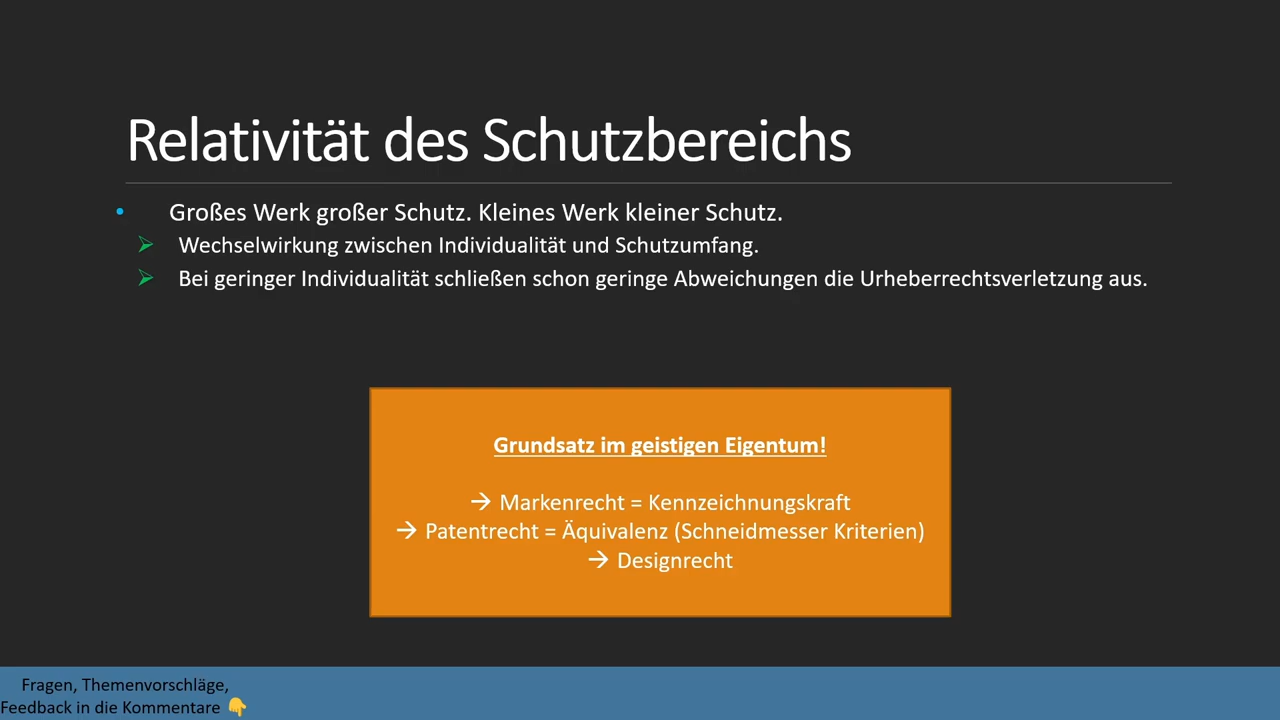 Relativität des Schutzbereichs
• Großes Werk großer Schutz. Kleines Werk kleiner Schutz.
➢ Wechselwirkung zwischen Individualität und Schutzumfang.
➢ Bei geringer Individualität schließen schon geringe Abweichungen die Urheberrechtsverletzung aus.
Grundsatz im geistigen Eigentum!
→ Markenrecht = Kennzeichnungskraft
→ Patentrecht = Äquivalenz (Schneidmesser Kriterien)
→ Designrecht
Fragen, Themenvorschläge,
Feedback in die Kommentare 👇